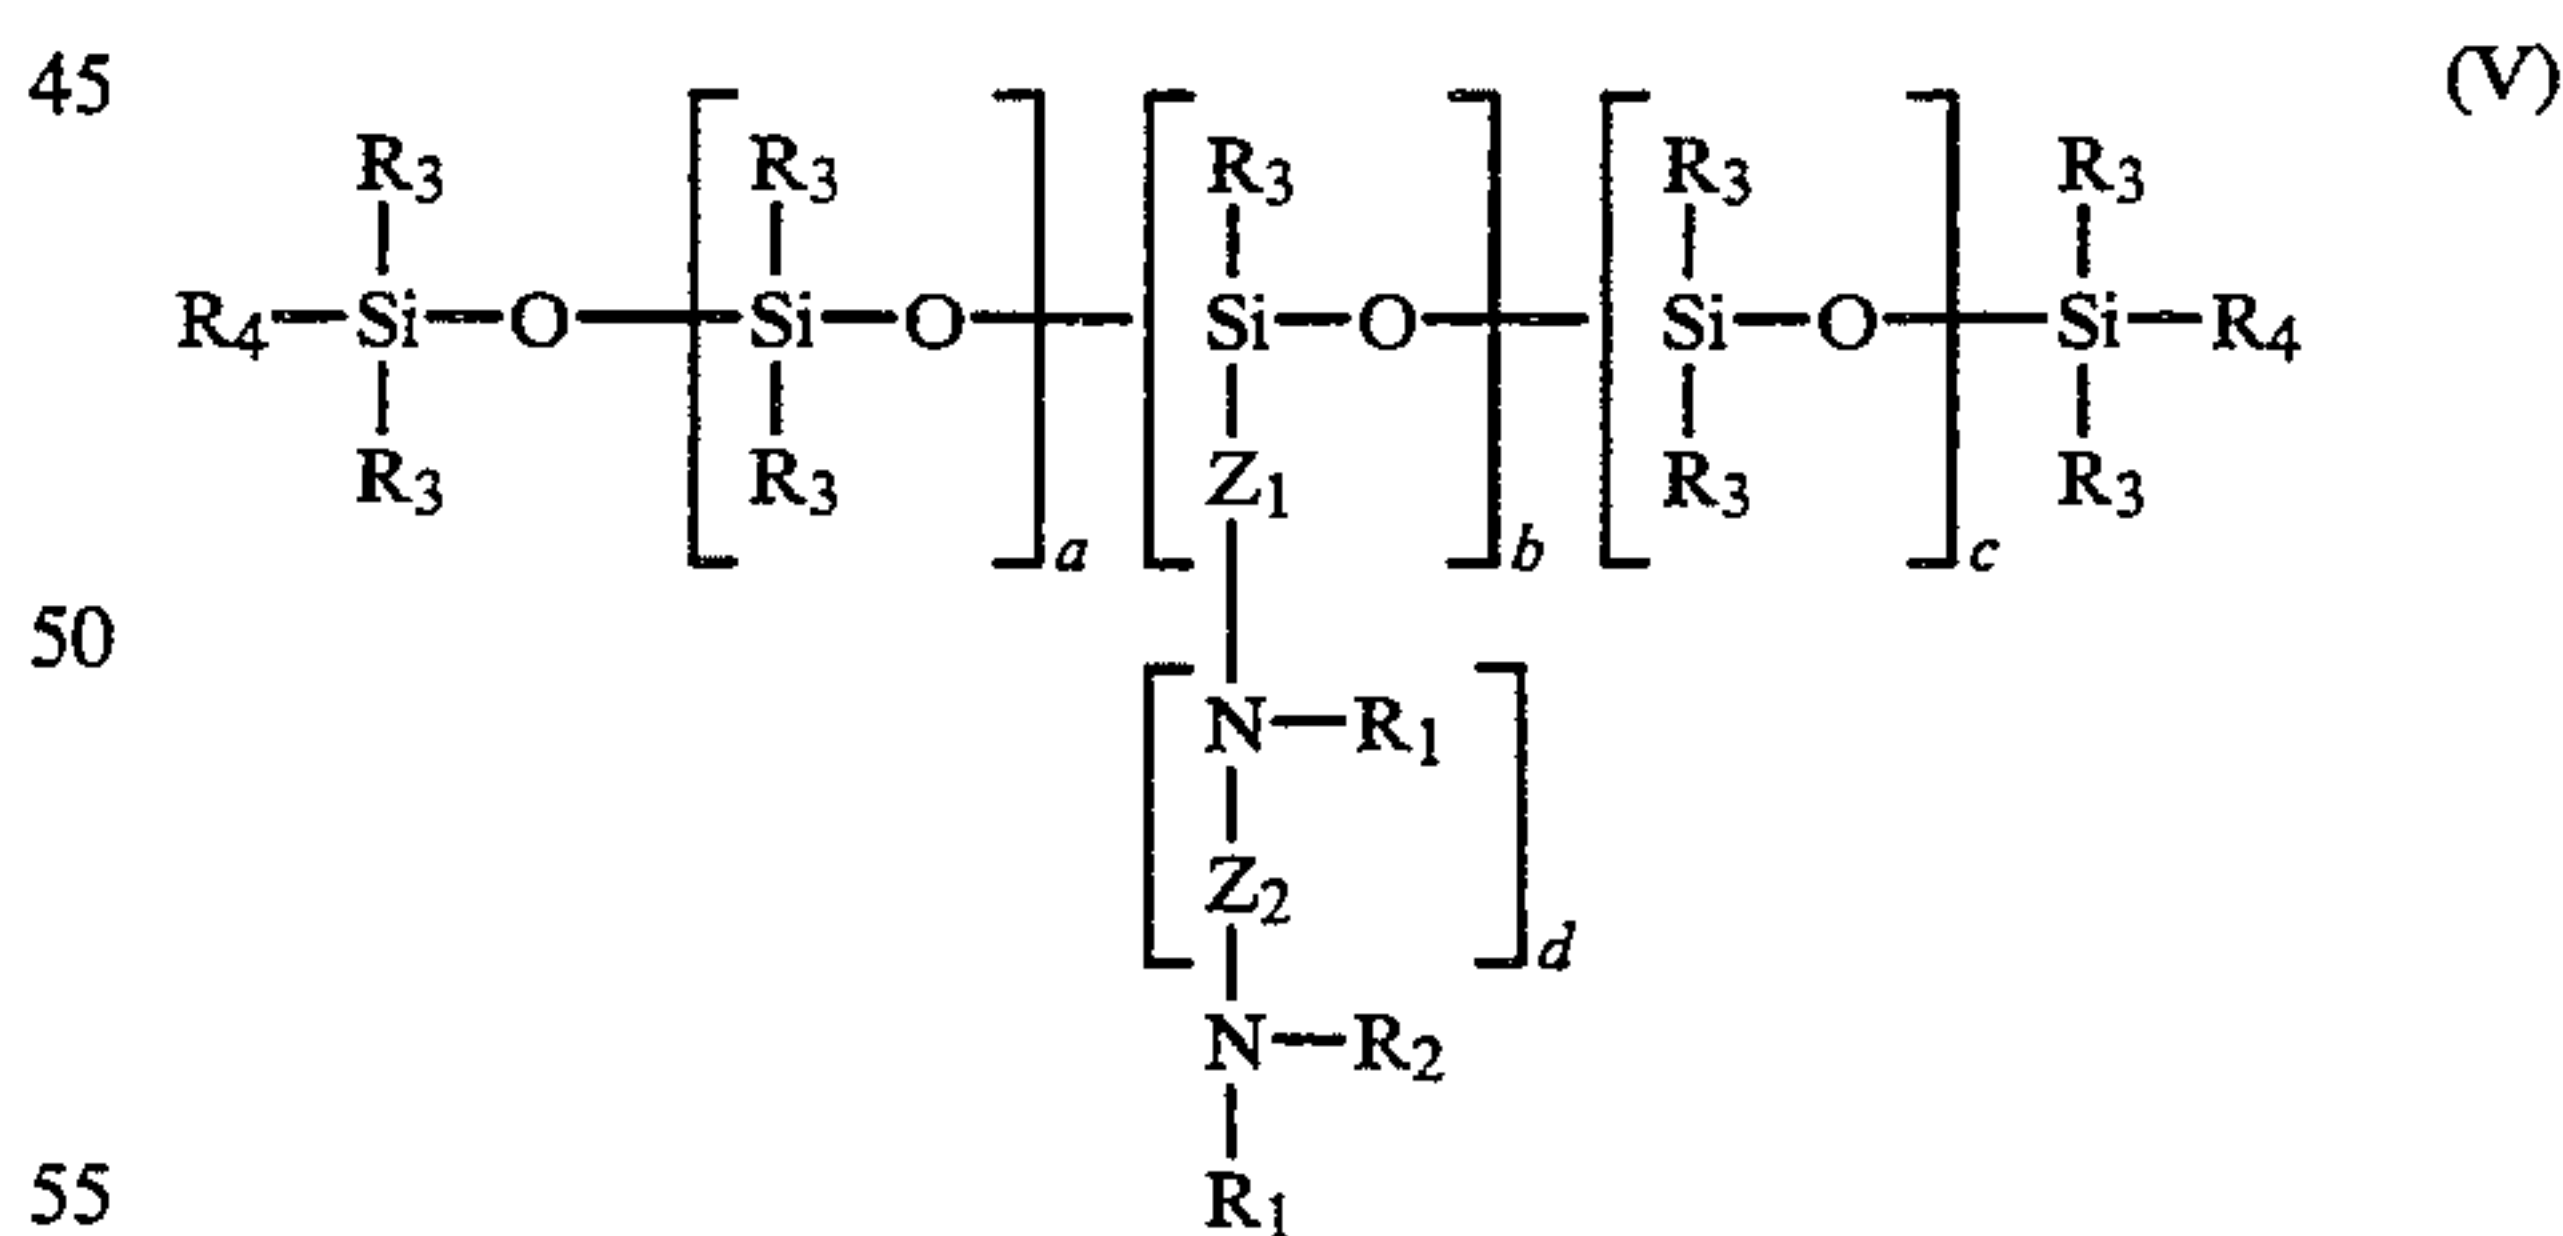 45 (V)
R3 R3 R3 R3 R3
R4—Si—O—[Si—O—]a—[Si—O—]b—[Si—O—]c—Si—R4
R3 R3 Z1 R3 R3
a b c
50
[N—R1
Z2
]d
N—R2
55 R1